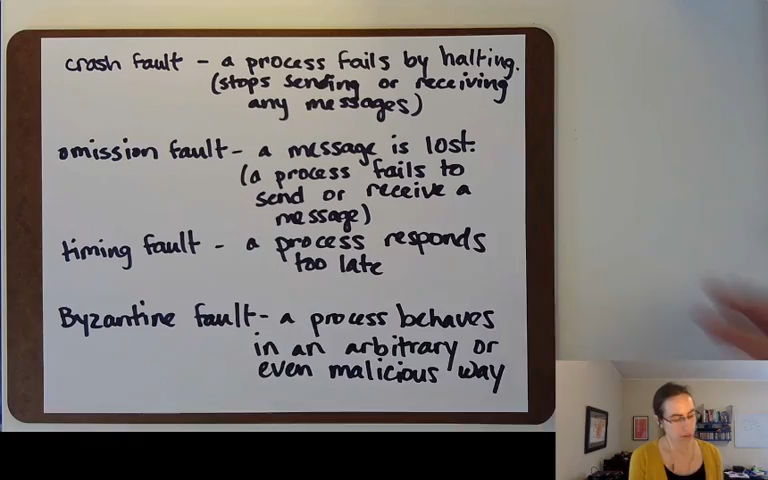 crash fault - a process fails by halting.
(stops sending or receiving
any messages)
omission fault - a message is lost.
(a process fails to
send or receive a
message)
timing fault - a process responds
too late
Byzantine fault - a process behaves
in an arbitrary or
even malicious way